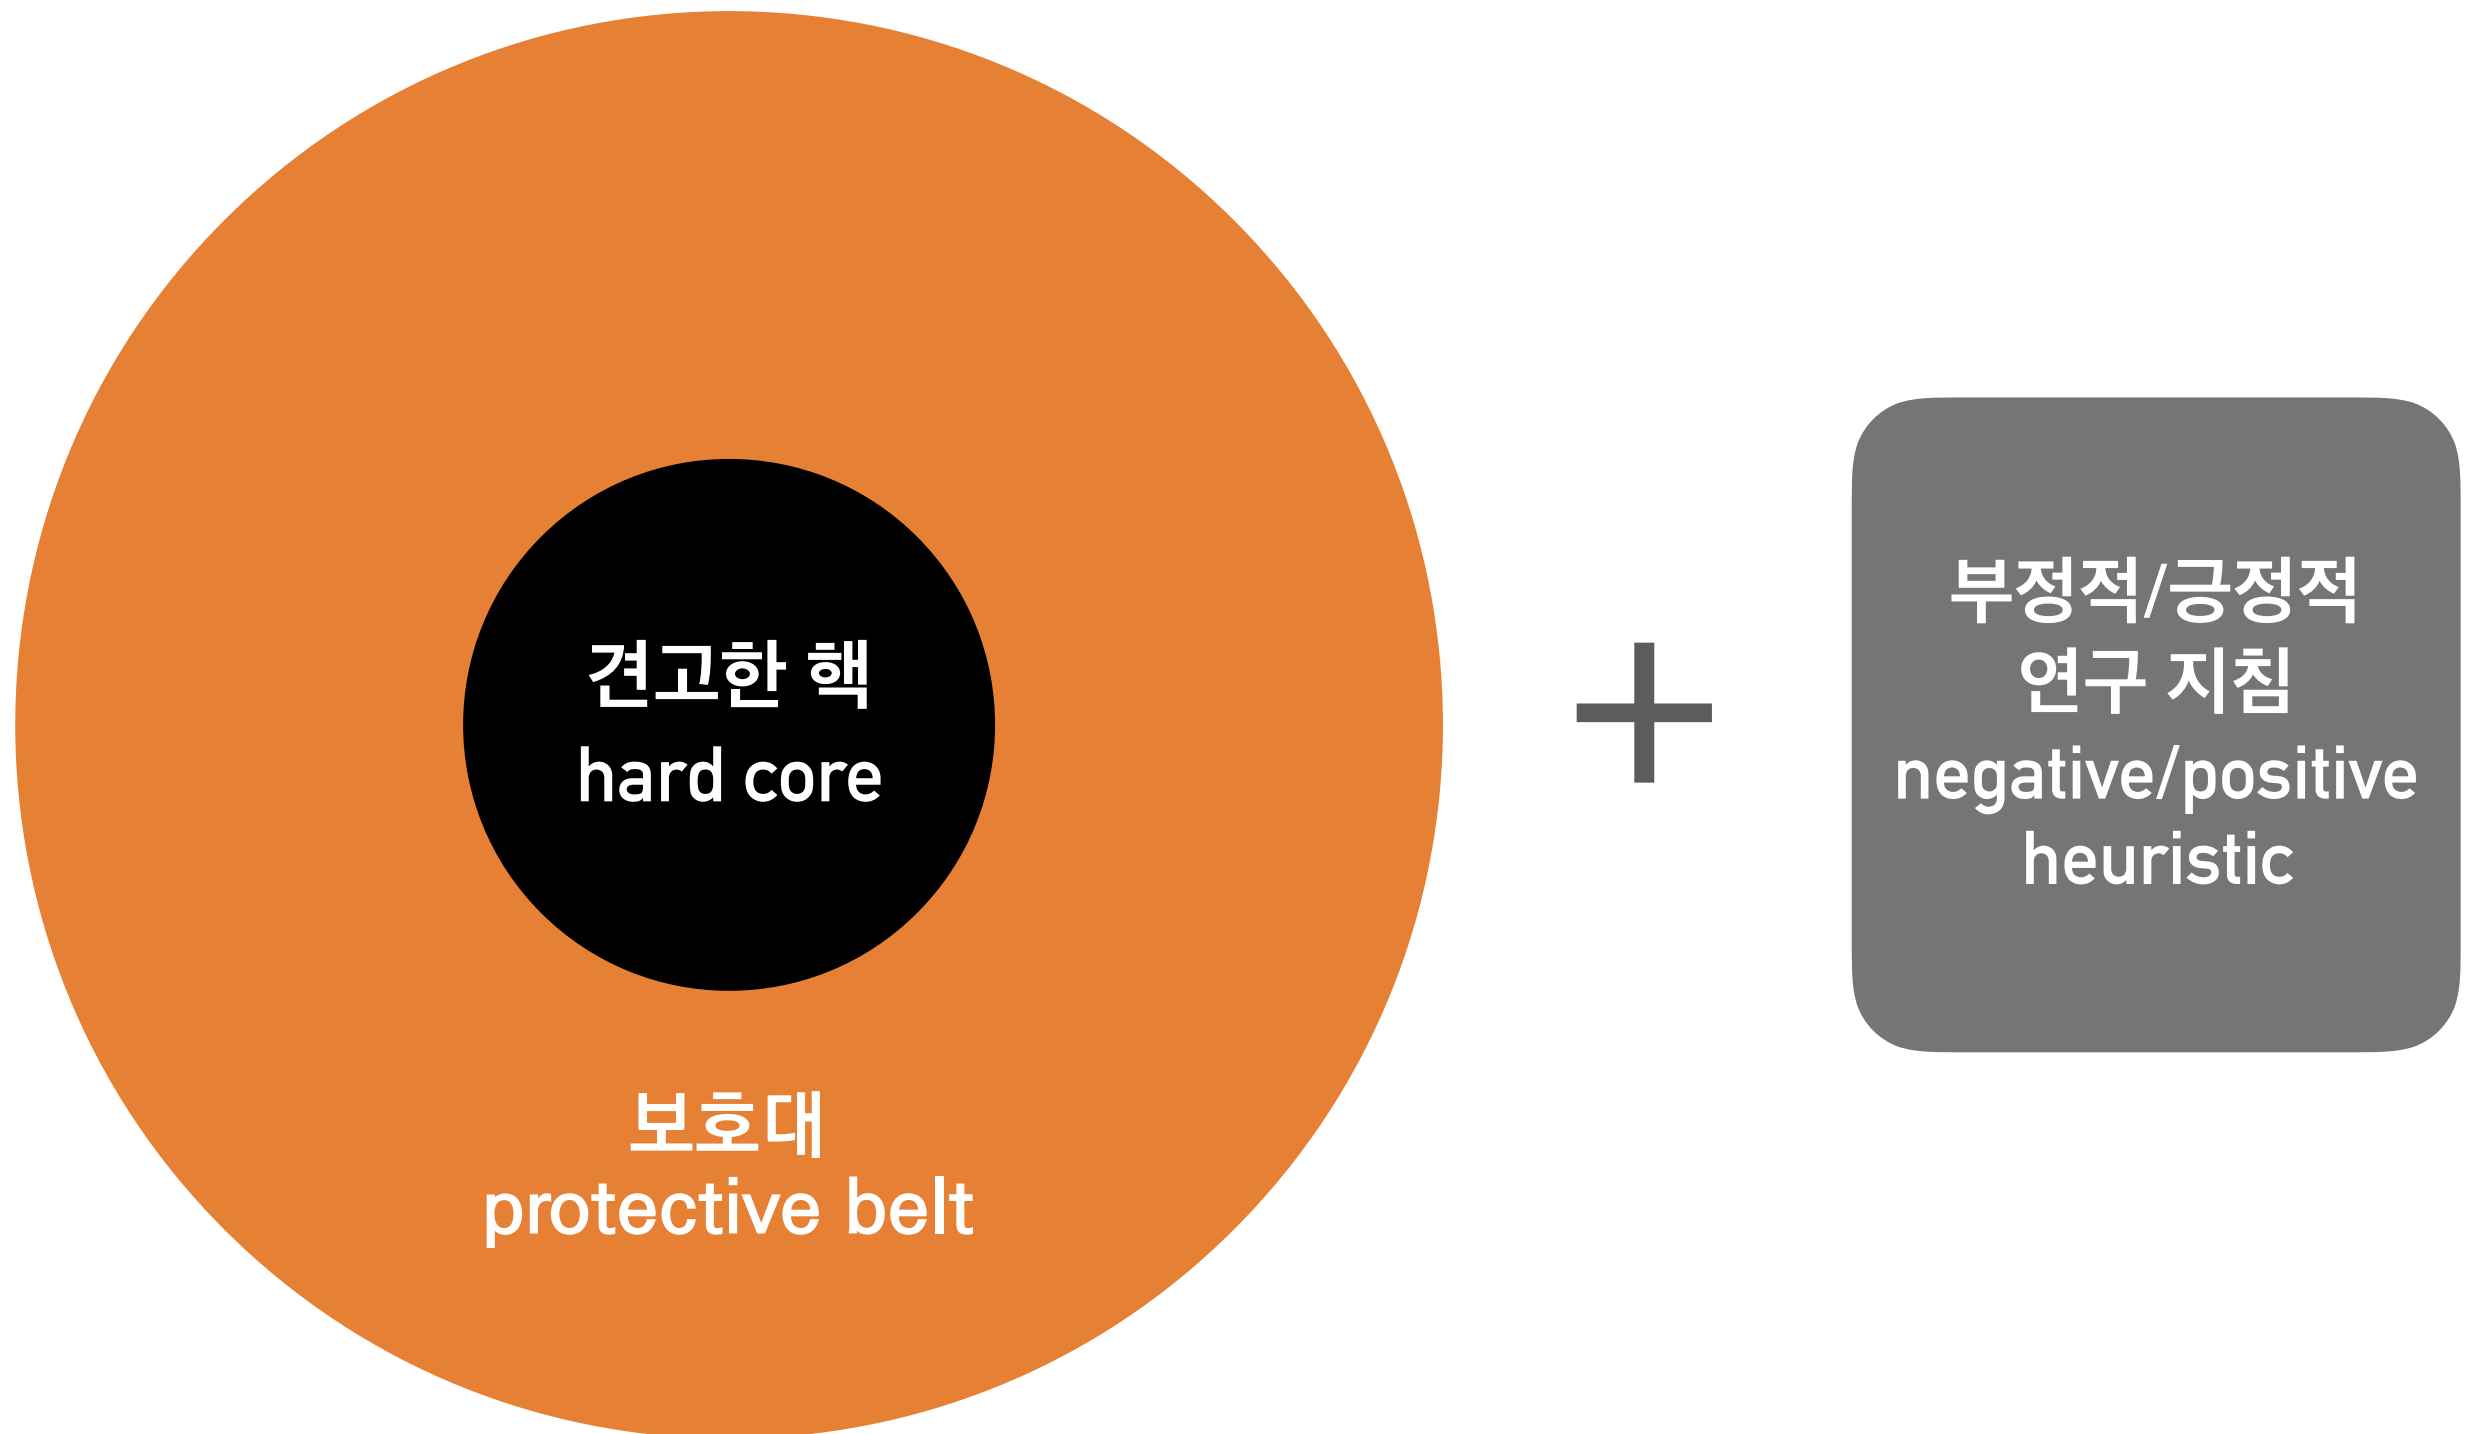 견고한 핵
hard core
보호대
protective belt
+
부정적/긍정적
연구 지침
negative/positive
heuristic